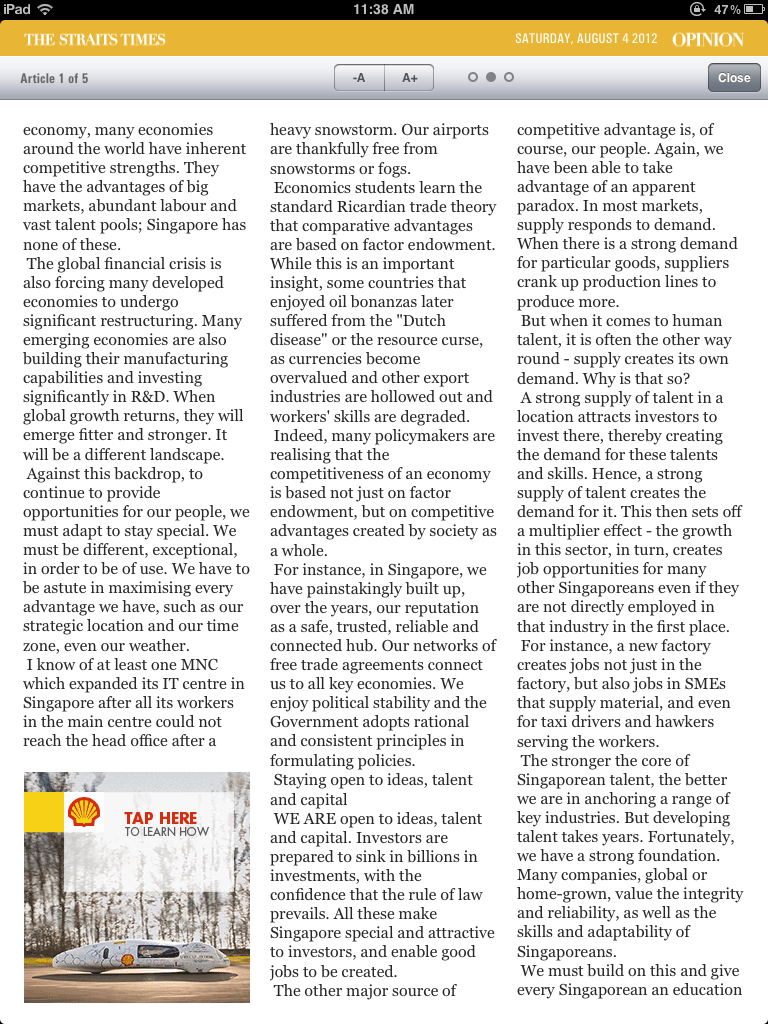 iPad
11:38 AM
47%
THE STRAITS TIMES
SATURDAY, AUGUST 4 2012
OPINION
Article 1 of 5
-A
A+
Close
economy, many economies
around the world have inherent
competitive strengths. They
have the advantages of big
markets, abundant labour and
vast talent pools; Singapore has
none of these.
The global financial crisis is
also forcing many developed
economies to undergo
significant restructuring. Many
emerging economies are also
building their manufacturing
capabilities and investing
significantly in R&D. When
global growth returns, they will
emerge fitter and stronger. It
will be a different landscape.
Against this backdrop, to
continue to provide
opportunities for our people, we
must adapt to stay special. We
must be different, exceptional,
in order to be of use. We have to
be astute in maximising every
advantage we have, such as our
strategic location and our time
zone, even our weather.
I know of at least one MNC
which expanded its IT centre in
Singapore after all its workers
in the main centre could not
reach the head office after a
TAP HERE
TO LEARN HOW
heavy snowstorm. Our airports
are thankfully free from
snowstorms or fogs.
Economics students learn the
standard Ricardian trade theory
that comparative advantages
are based on factor endowment.
While this is an important
insight, some countries that
enjoyed oil bonanzas later
suffered from the "Dutch
disease" or the resource curse,
as currencies become
overvalued and other export
industries are hollowed out and
workers' skills are degraded.
Indeed, many policymakers are
realising that the
competitiveness of an economy
is based not just on factor
endowment, but on competitive
advantages created by society as
a whole.
For instance, in Singapore, we
have painstakingly built up,
over the years, our reputation
as a safe, trusted, reliable and
connected hub. Our networks of
free trade agreements connect
us to all key economies. We
enjoy political stability and the
Government adopts rational
and consistent principles in
formulating policies.
Staying open to ideas, talent
and capital
WE ARE open to ideas, talent
and capital. Investors are
prepared to sink in billions in
investments, with the
confidence that the rule of law
prevails. All these make
Singapore special and attractive
to investors, and enable good
jobs to be created.
The other major source of
competitive advantage is, of
course, our people. Again, we
have been able to take
advantage of an apparent
paradox. In most markets,
supply responds to demand.
When there is a strong demand
for particular goods, suppliers
crank up production lines to
produce more.
But when it comes to human
talent, it is often the other way
round - supply creates its own
demand. Why is that so?
A strong supply of talent in a
location attracts investors to
invest there, thereby creating
the demand for these talents
and skills. Hence, a strong
supply of talent creates the
demand for it. This then sets off
a multiplier effect - the growth
in this sector, in turn, creates
job opportunities for many
other Singaporeans even if they
are not directly employed in
that industry in the first place.
For instance, a new factory
creates jobs not just in the
factory, but also jobs in SMEs
that supply material, and even
for taxi drivers and hawkers
serving the workers.
The stronger the core of
Singaporean talent, the better
we are in anchoring a range of
key industries. But developing
talent takes years. Fortunately,
we have a strong foundation.
Many companies, global or
home-grown, value the integrity
and reliability, as well as the
skills and adaptability of
Singaporeans.
We must build on this and give
every Singaporean an education